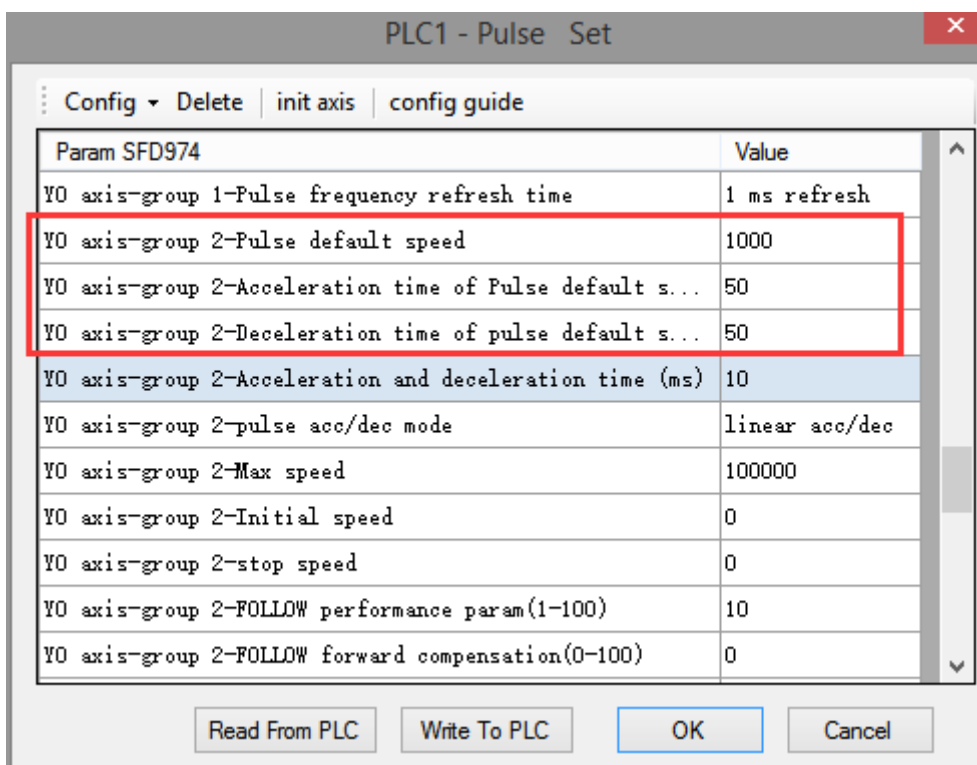 PLC1 - Pulse Set
Config Delete init axis config guide
Param SFD974 Value
Y0 axis-group 1-Pulse frequency refresh time 1 ms refresh
Y0 axis-group 2-Pulse default speed 1000
Y0 axis-group 2-Acceleration time of Pulse default s... 50
Y0 axis-group 2-Deceleration time of pulse default s... 50
Y0 axis-group 2-Acceleration and deceleration time (ms) 10
Y0 axis-group 2-pulse acc/dec mode linear acc/dec
Y0 axis-group 2-Max speed 100000
Y0 axis-group 2-Initial speed 0
Y0 axis-group 2-stop speed 0
Y0 axis-group 2-FOLLOW performance param(1-100) 10
Y0 axis-group 2-FOLLOW forward compensation(0-100) 0
Read From PLC Write To PLC OK Cancel